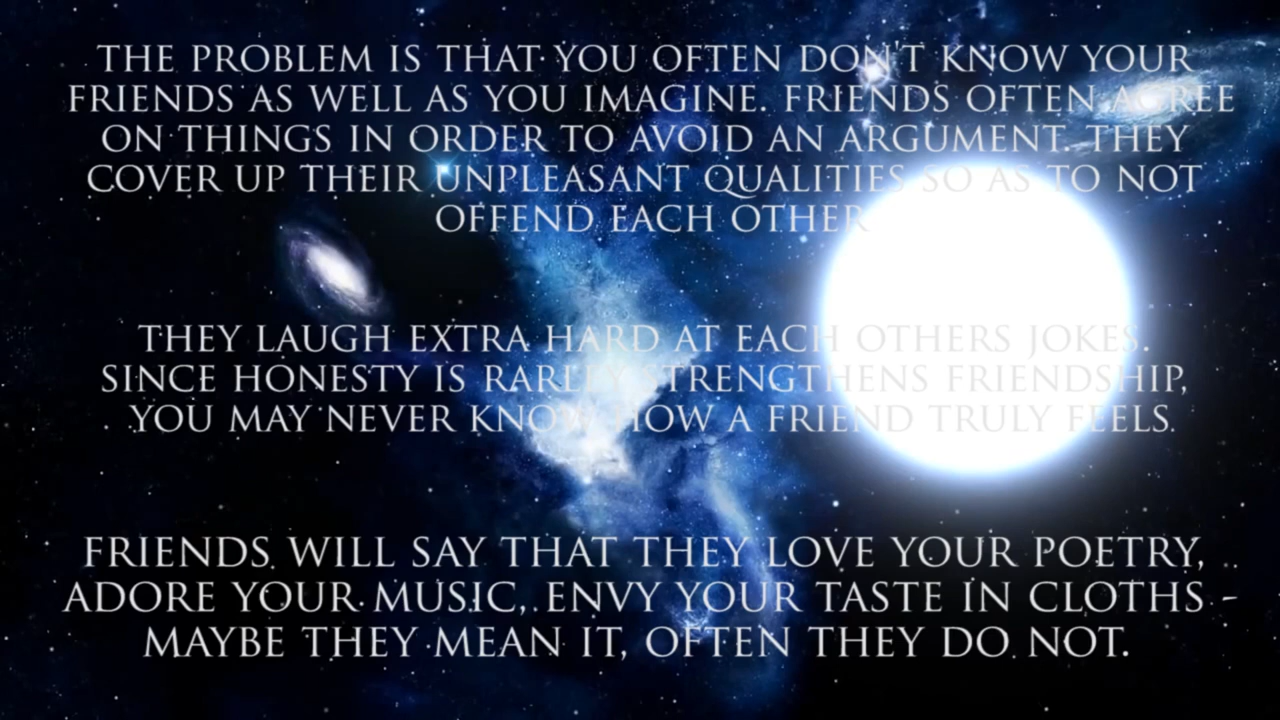 THE PROBLEM IS THAT YOU OFTEN DON'T KNOW YOUR
FRIENDS AS WELL AS YOU IMAGINE. FRIENDS OFTEN AGREE
ON THINGS IN ORDER TO AVOID AN ARGUMENT. THEY
COVER UP THEIR UNPLEASANT QUALITIES SO AS TO NOT
OFFEND EACH OTHER
THEY LAUGH EXTRA HARD AT EACH OTHERS JOKES.
SINCE HONESTY IS RARLEY STRENGTHENS FRIENDSHIP,
YOU MAY NEVER KNOW HOW A FRIEND TRULY FEELS.
FRIENDS WILL SAY THAT THEY LOVE YOUR POETRY,
ADORE YOUR MUSIC, ENVY YOUR TASTE IN CLOTHS -
MAYBE THEY MEAN IT, OFTEN THEY DO NOT.